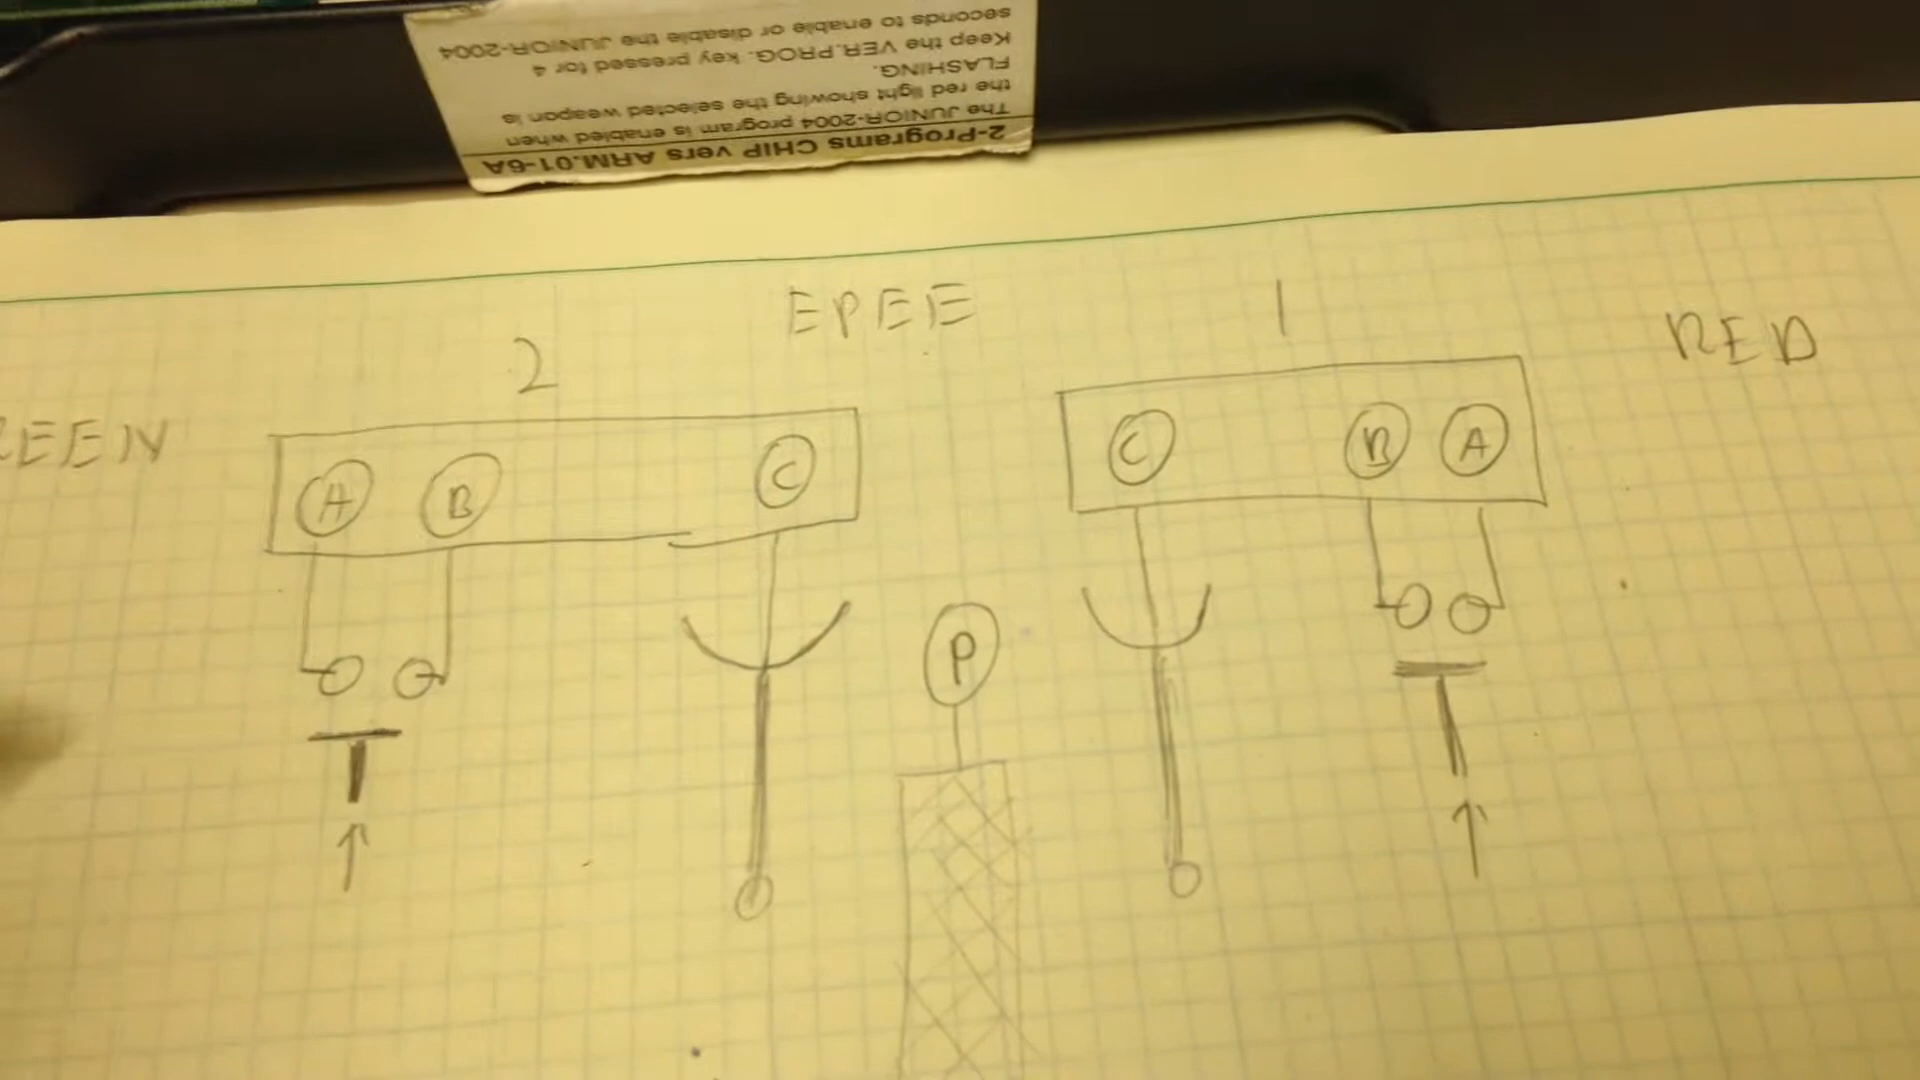 2-Programs CHIP vers ARM.01-6A
The JUNIOR-2004 program is enabled when
the red light showing the selected weapon is
FLASHING.
Keep the VER.PROG. key pressed for 4
seconds to enable or disable the JUNIOR-2004
EPEE
2
1
REEN
RED
A B C
C B A
P